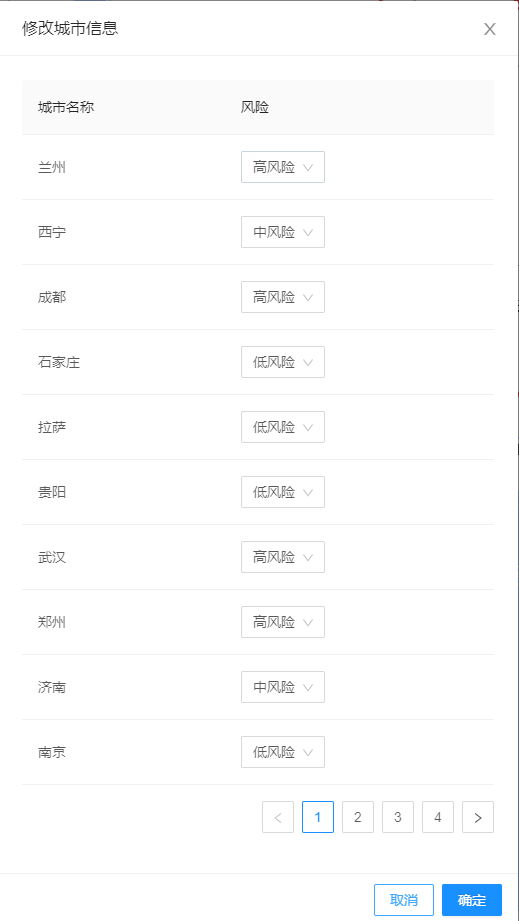 修改城市信息
城市名称 风险
兰州 高风险
西宁 中风险
成都 高风险
石家庄 低风险
拉萨 低风险
贵阳 低风险
武汉 高风险
郑州 高风险
济南 中风险
南京 低风险
< 1 2 3 4 >
取消 确定